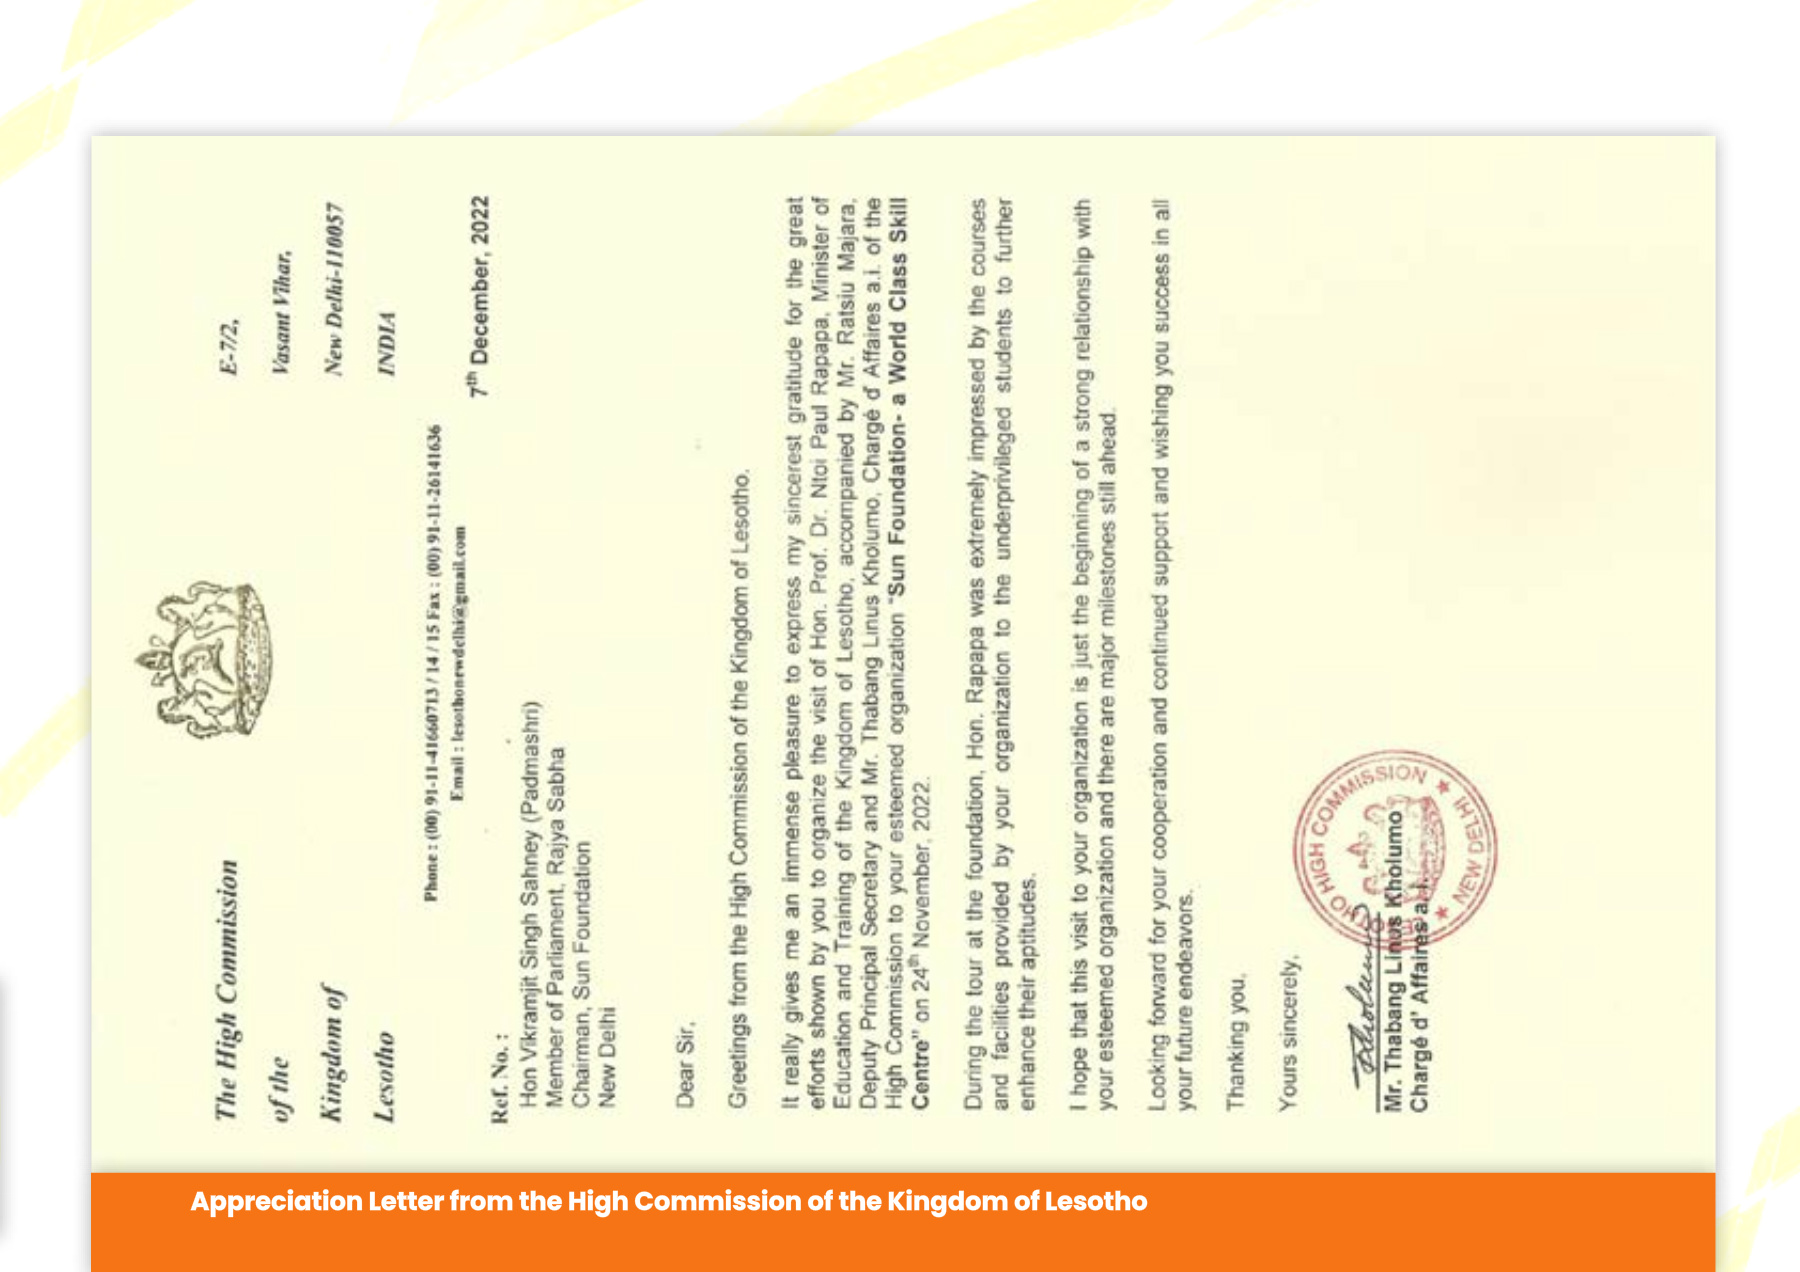 The High Commission
of the
Kingdom of
Lesotho
E-7/2,
Vasant Vihar,
New Delhi-110057
INDIA
Phone : (00) 91-11-41660713 / 14 / 15 Fax : (00) 91-11-26141636
Email : lesothonewdelhi@gmail.com
7th December, 2022
Ref. No. :
Hon Vikramjit Singh Sahney (Padmashri)
Member of Parliament, Rajya Sabha
Chairman, Sun Foundation
New Delhi
Dear Sir,
Greetings from the High Commission of the Kingdom of Lesotho.
It really gives me an immense pleasure to express my sincerest gratitude for the great
efforts shown by you to organize the visit of Hon. Prof. Dr. Ntoi Paul Rapapa, Minister of
Education and Training of the Kingdom of Lesotho, accompanied by Mr. Ratsiu Majara,
Deputy Principal Secretary and Mr. Thabang Linus Kholumo, Chargé d' Affaires a.i. of the
High Commission to your esteemed organization "Sun Foundation- a World Class Skill
Centre" on 24th November, 2022.
During the tour at the foundation, Hon. Rapapa was extremely impressed by the courses
and facilities provided by your organization to the underprivileged students to further
enhance their aptitudes.
I hope that this visit to your organization is just the beginning of a strong relationship with
your esteemed organization and there are major milestones still ahead.
Looking forward for your cooperation and continued support and wishing you success in all
your future endeavors.
Thanking you,
Yours sincerely,
Mr. Thabang Linus Kholumo
Chargé d' Affaires a.i.
LESOTHO HIGH COMMISSION ★ NEW DELHI ★
Appreciation Letter from the High Commission of the Kingdom of Lesotho